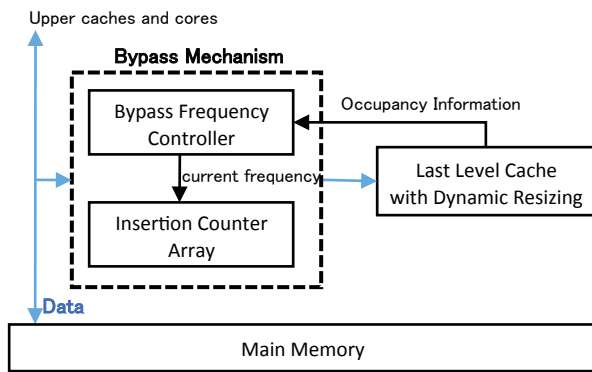 Upper caches and cores
Bypass Mechanism
Bypass Frequency
Controller
Occupancy Information
current frequency
Last Level Cache
with Dynamic Resizing
Insertion Counter
Array
Data
Main Memory